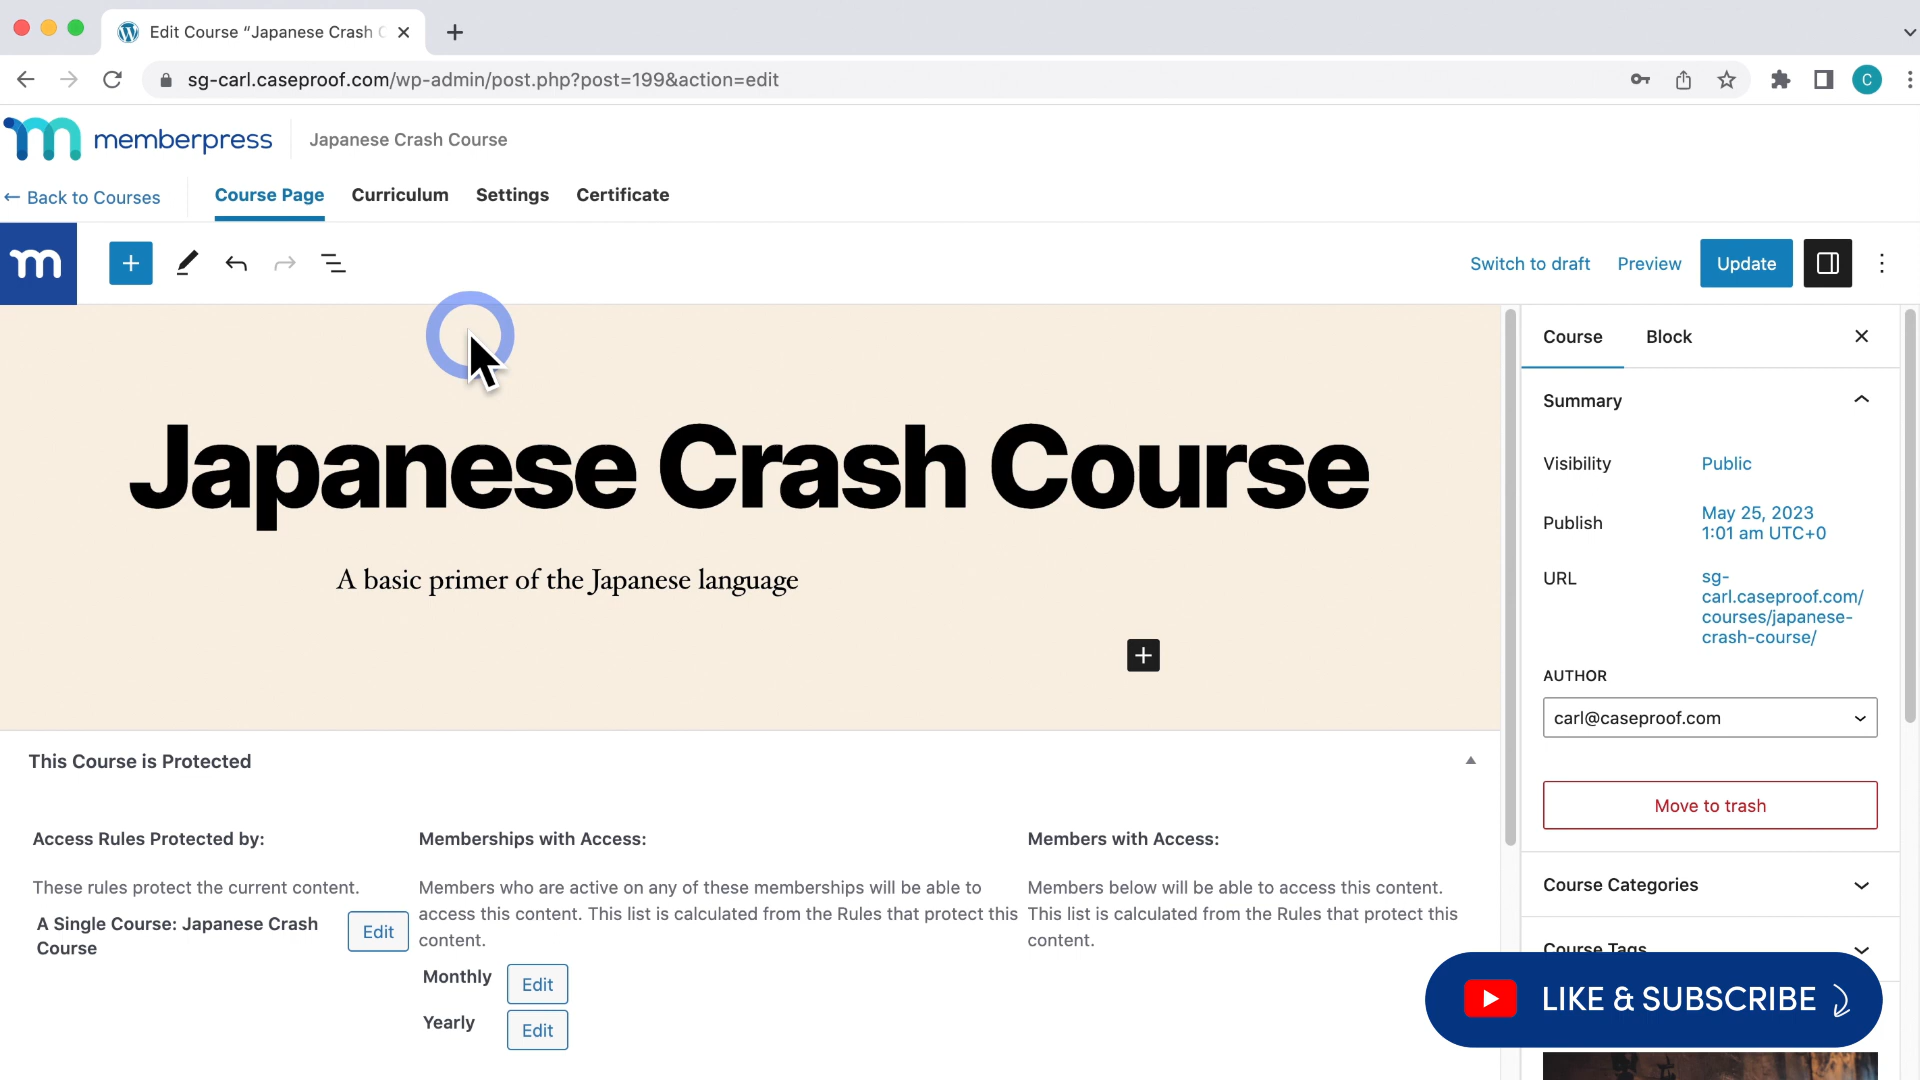 Edit Course “Japanese Crash C
sg-carl.caseproof.com/wp-admin/post.php?post=199&action=edit
C
memberpress
Japanese Crash Course
← Back to Courses
Course Page
Curriculum
Settings
Certificate
m
Switch to draft
Preview
Update
Course
Block
Summary
Japanese Crash Course
Visibility
Public
Publish
May 25, 2023
1:01 am UTC+0
A basic primer of the Japanese language
URL
sg-
carl.caseproof.com/
courses/japanese-
crash-course/
AUTHOR
carl@caseproof.com
This Course is Protected
Move to trash
Access Rules Protected by:
These rules protect the current content.
A Single Course: Japanese Crash
Course
Edit
Memberships with Access:
Members who are active on any of these memberships will be able to
access this content. This list is calculated from the Rules that protect this
content.
Monthly
Edit
Yearly
Edit
Members with Access:
Members below will be able to access this content.
This list is calculated from the Rules that protect this
content.
Course Categories
Course Tags
LIKE & SUBSCRIBE